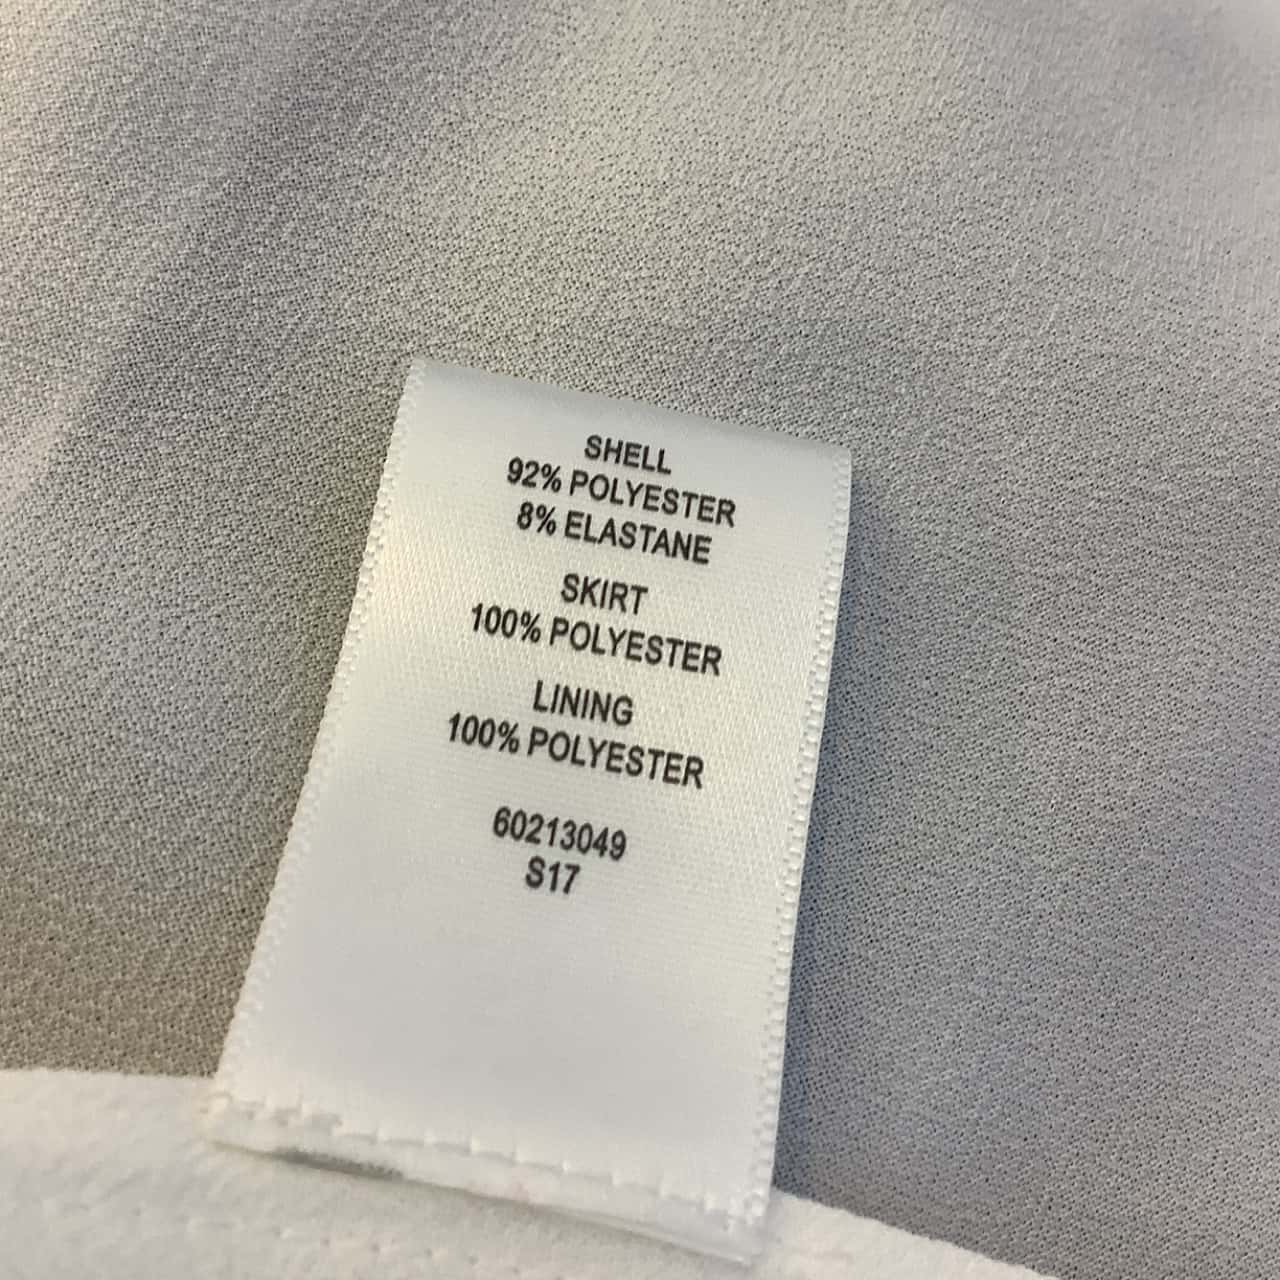 SHELL
92% POLYESTER
8% ELASTANE
SKIRT
100% POLYESTER
LINING
100% POLYESTER
60213049
S17